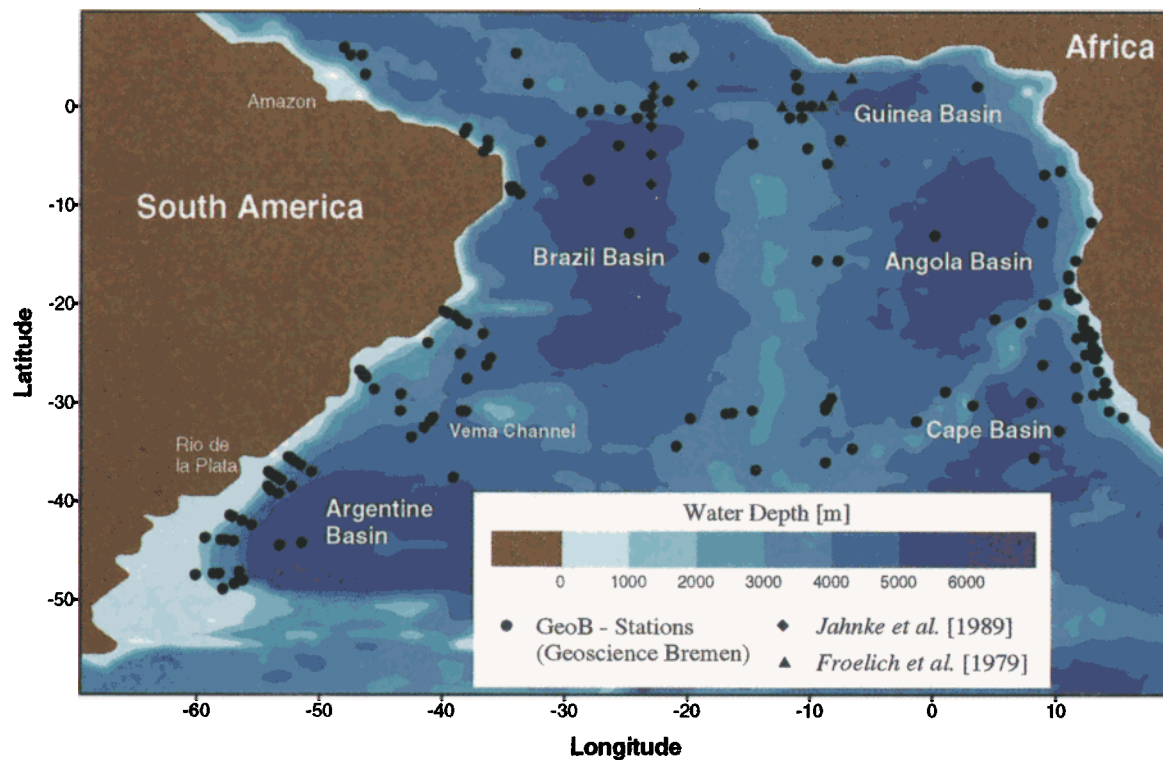 Africa
Amazon
Guinea Basin
South America
Brazil Basin
Angola Basin
Vema Channel
Cape Basin
Rio de
la Plata
Argentine
Basin
Water Depth [m]
0 1000 2000 3000 4000 5000 6000
GeoB - Stations
(Geoscience Bremen)
Jahnke et al. [1989]
Froelich et al. [1979]
Latitude
0
-10
-20
-30
-40
-50
-60 -50 -40 -30 -20 -10 0 10
Longitude